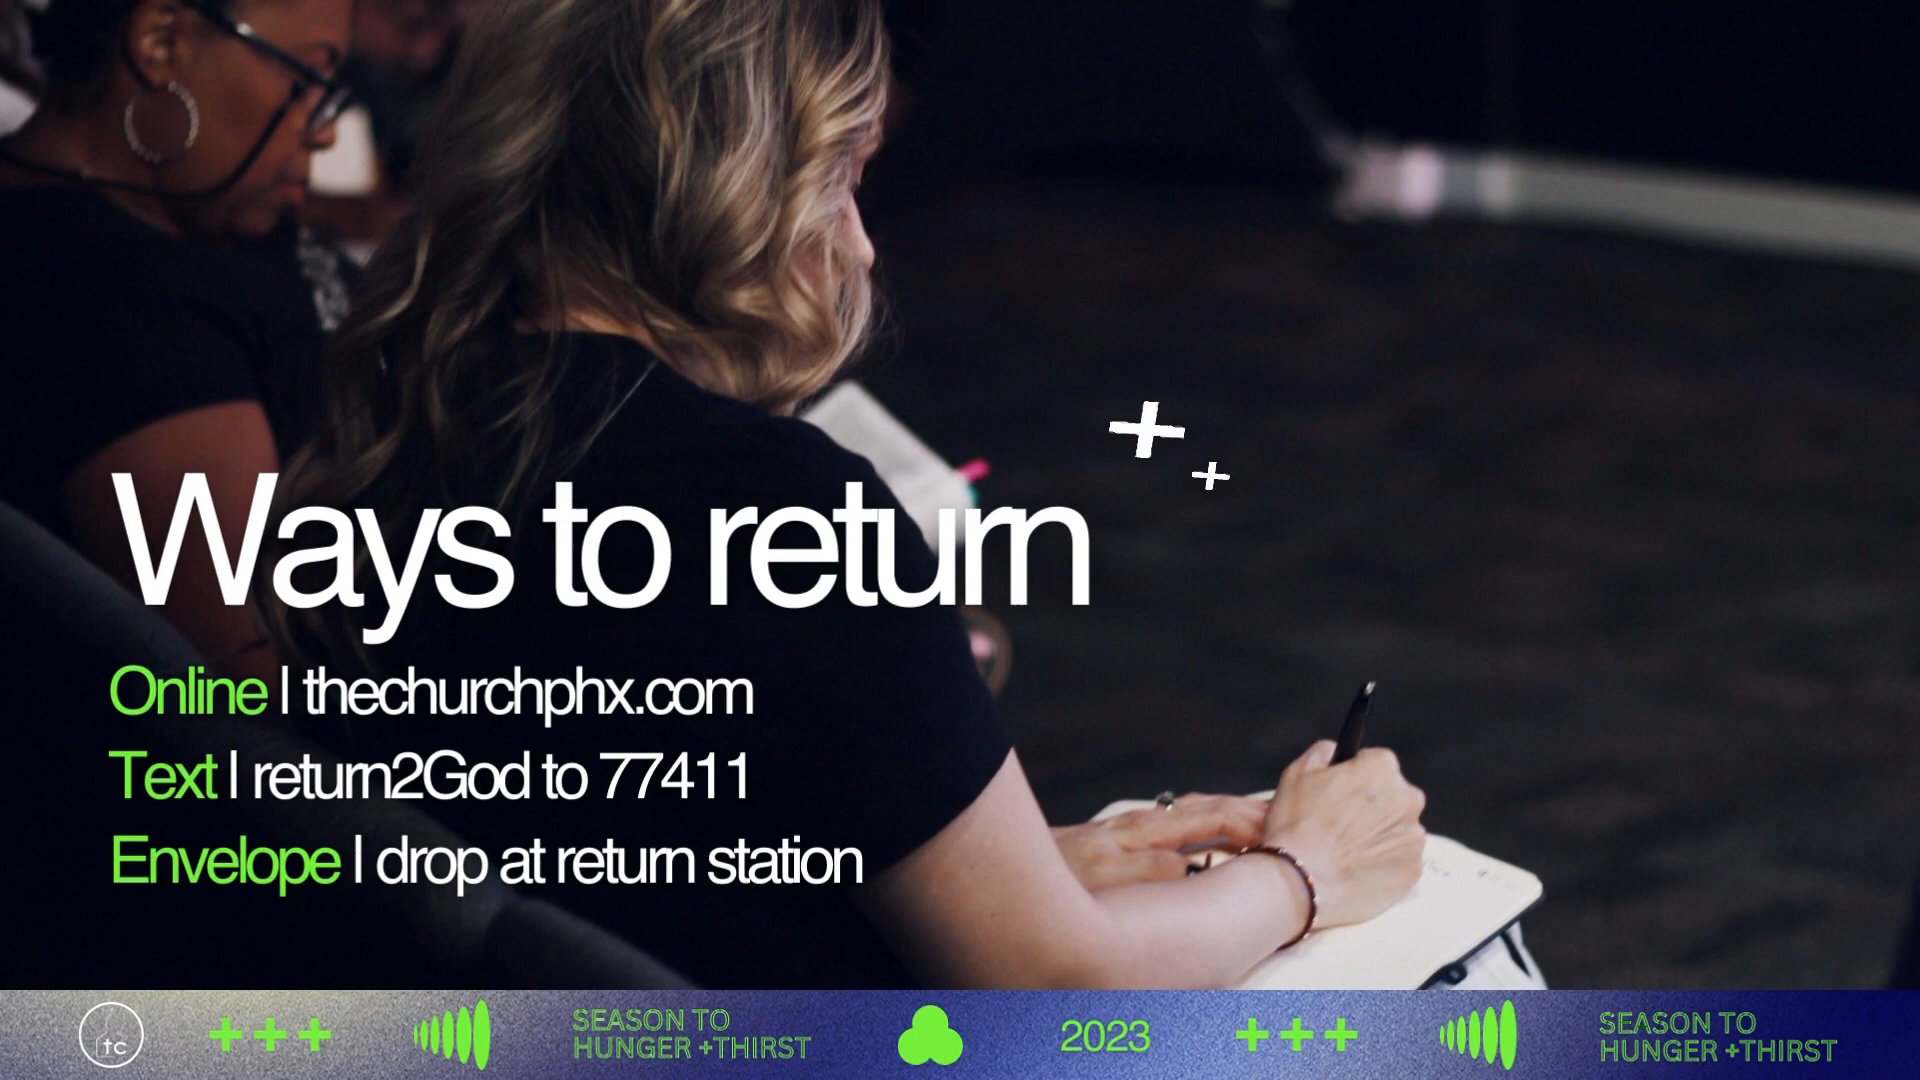 Ways to return
Online | thechurchphx.com
Text | return2God to 77411
Envelope | drop at return station
tc
+++
SEASON TO
HUNGER +THIRST
2023
+++
SEASON TO
HUNGER +THIRST